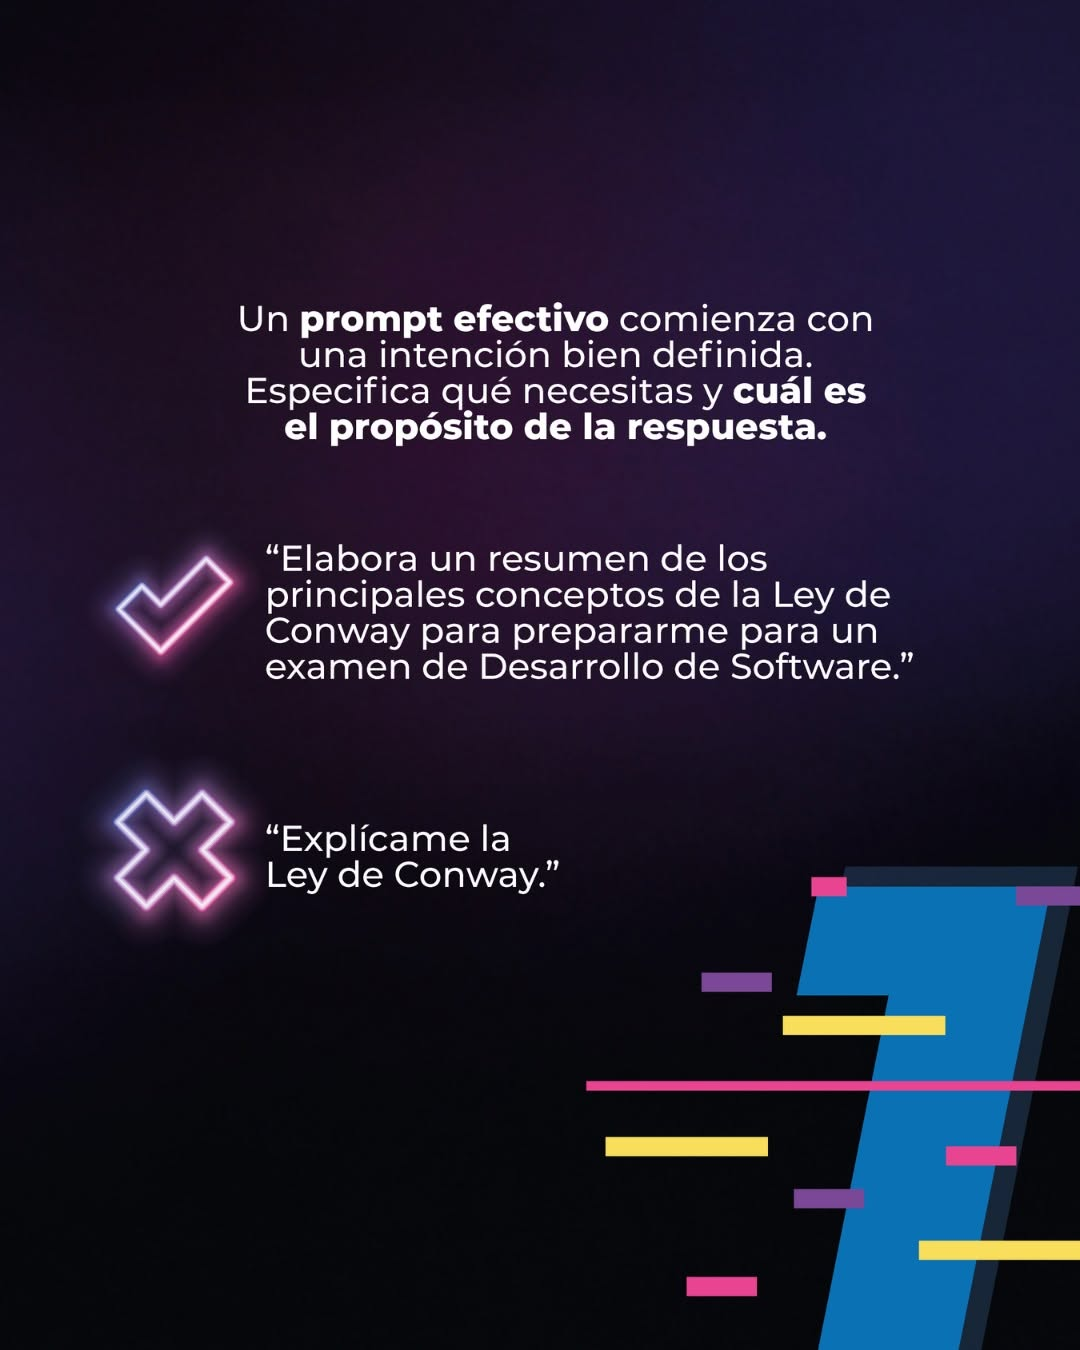 Un prompt efectivo comienza con
una intención bien definida.
Especifica qué necesitas y cuál es
el propósito de la respuesta.
“Elabora un resumen de los
principales conceptos de la Ley de
Conway para prepararme para un
examen de Desarrollo de Software.”
“Explícame la
Ley de Conway.”
1